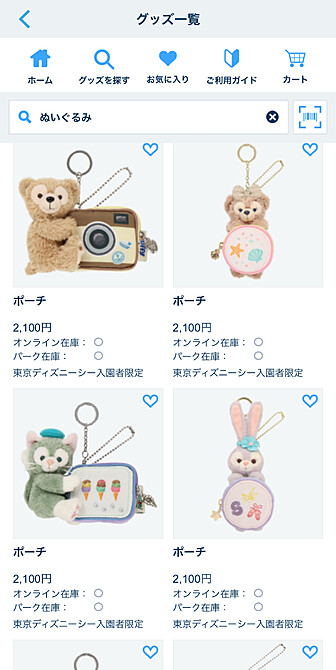 グッズ一覧
ホーム
グッズを探す
お気に入り
ご利用ガイド
カート
ぬいぐるみ
ポーチ
2,100円
オンライン在庫：○
パーク在庫：○
東京ディズニーシー入園者限定
ポーチ
2,100円
オンライン在庫：○
パーク在庫：○
東京ディズニーシー入園者限定
S
ポーチ
2,100円
オンライン在庫：○
パーク在庫：○
東京ディズニーシー入園者限定
ポーチ
2,100円
オンライン在庫：○
パーク在庫：○
東京ディズニーシー入園者限定